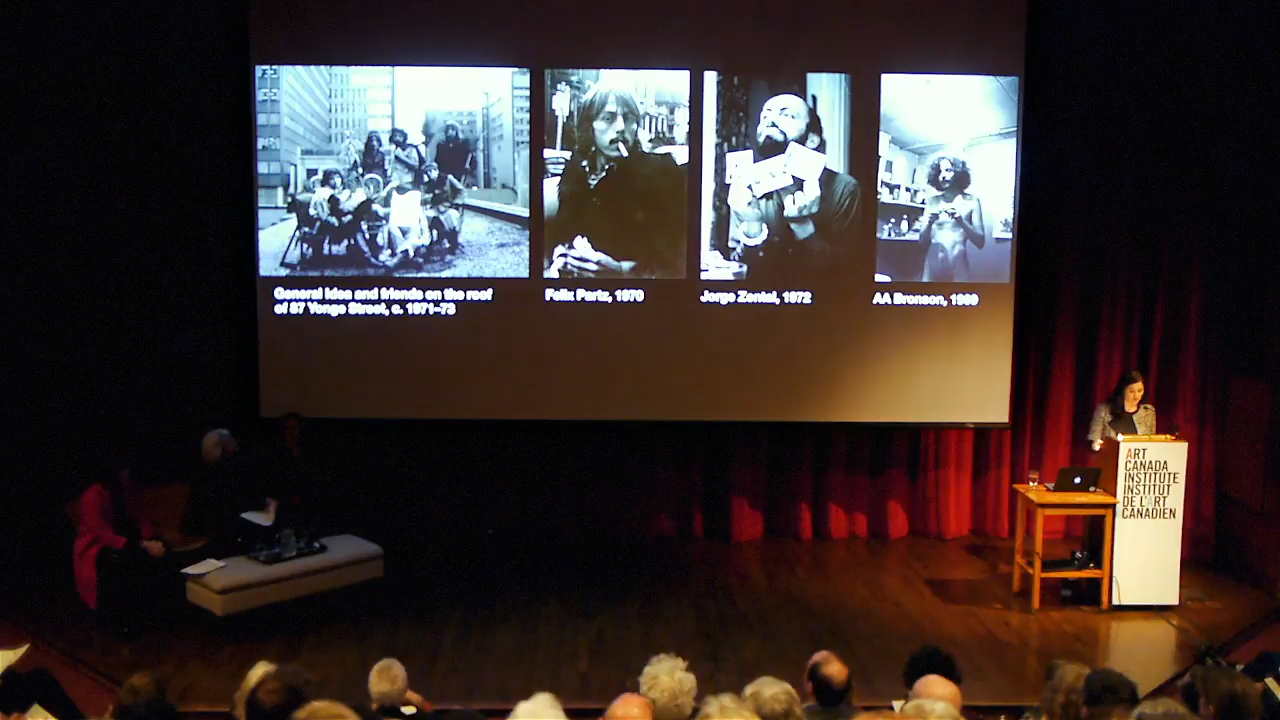 General Idea and friends on the roof
of 87 Yonge Street, c. 1971–73
Felix Partz, 1970
Jorge Zontal, 1972
AA Bronson, 1969
ART
CANADA
INSTITUTE
INSTITUT
DE L'ART
CANADIEN